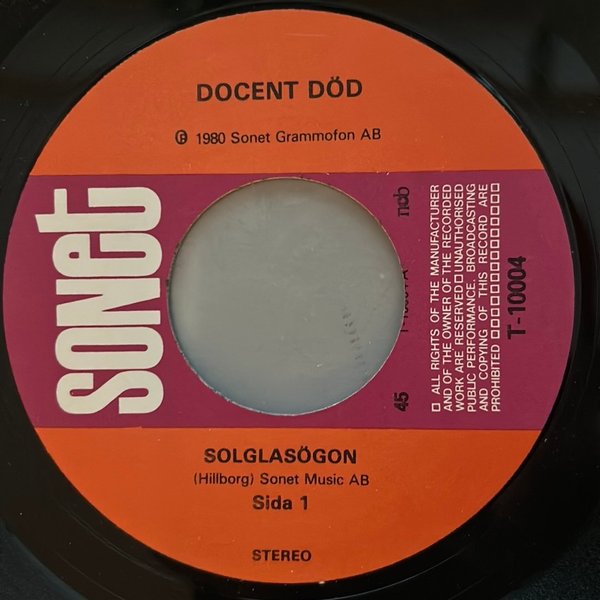 DOCENT DÖD
Ⓟ 1980 Sonet Grammofon AB
sonet
ncb
45
□ ALL RIGHTS OF THE MANUFACTURER
AND OF THE OWNER OF THE RECORDED
WORK ARE RESERVED □ UNAUTHORISED
PUBLIC PERFORMANCE, BROADCASTING
AND COPYING OF THIS RECORD ARE
PROHIBITED □□□□□□□□□□□□□
T-10004
SOLGLASÖGON
(Hillborg) Sonet Music AB
Sida 1
STEREO